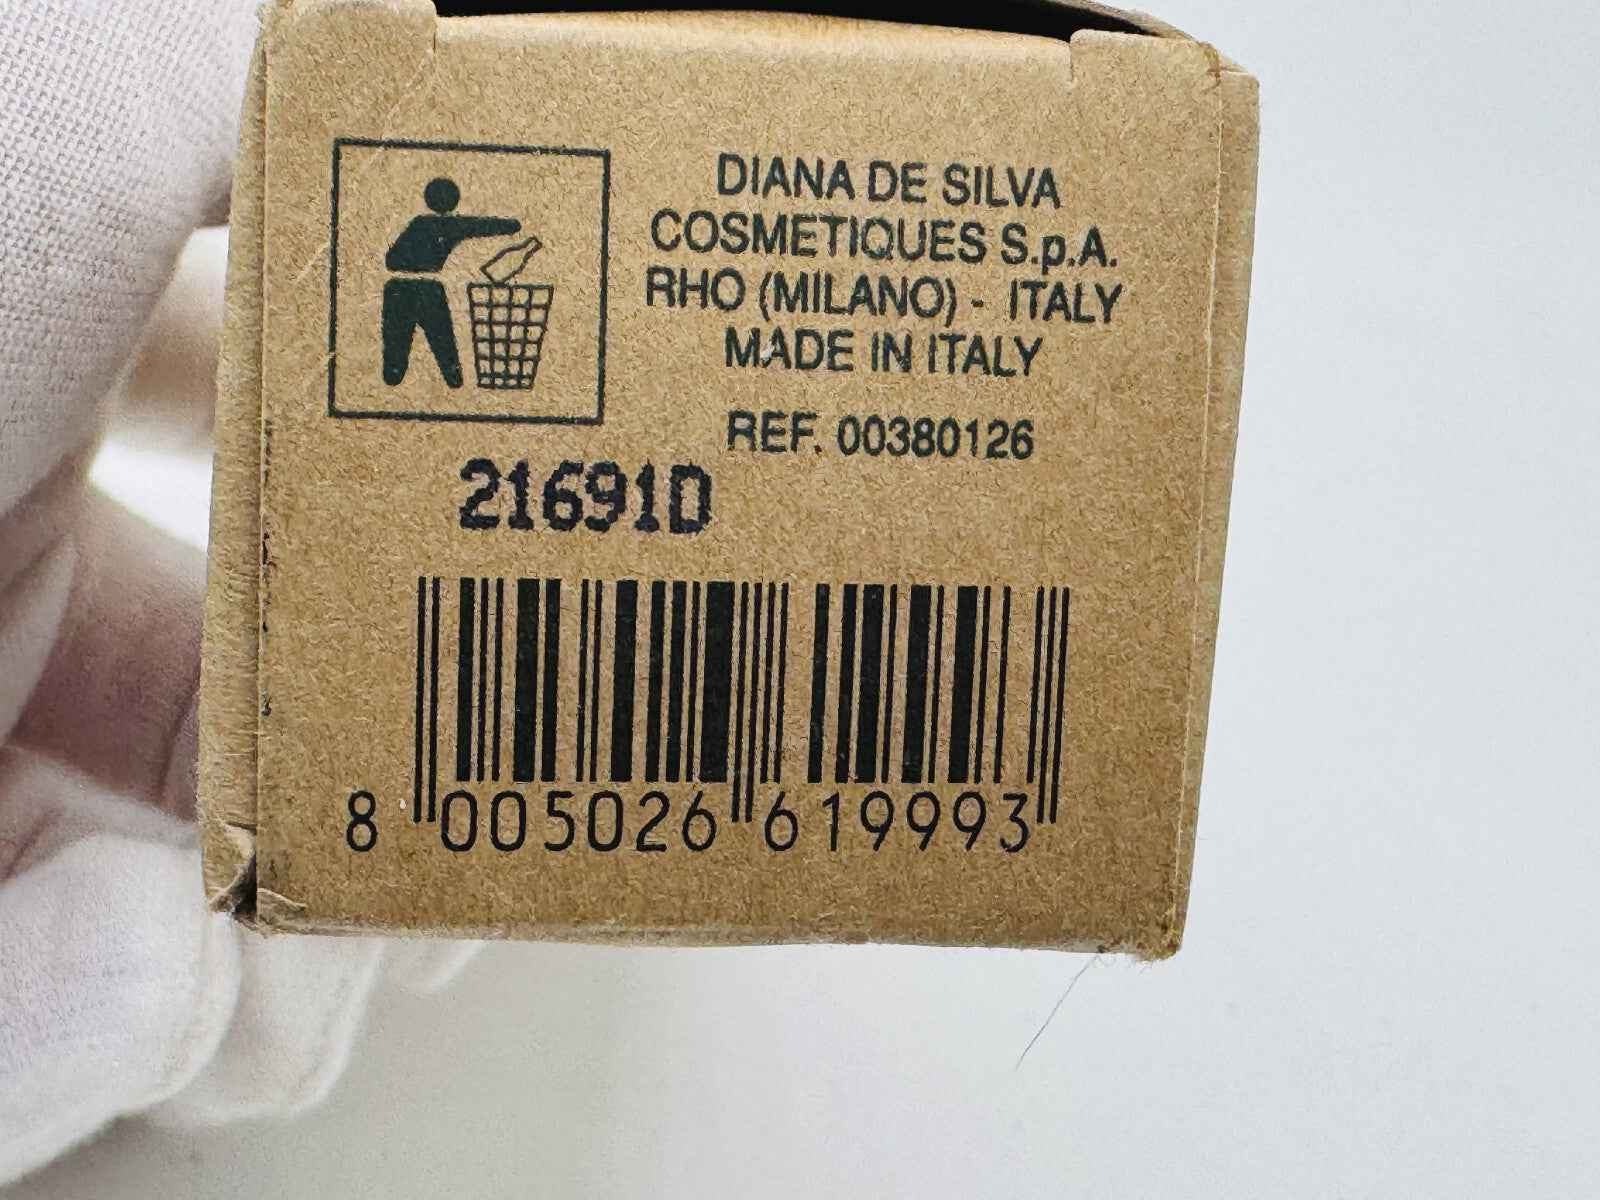 DIANA DE SILVA
COSMETIQUES S.p.A.
RHO (MILANO) - ITALY
MADE IN ITALY
REF. 00380126
21691D
8 005026 619993